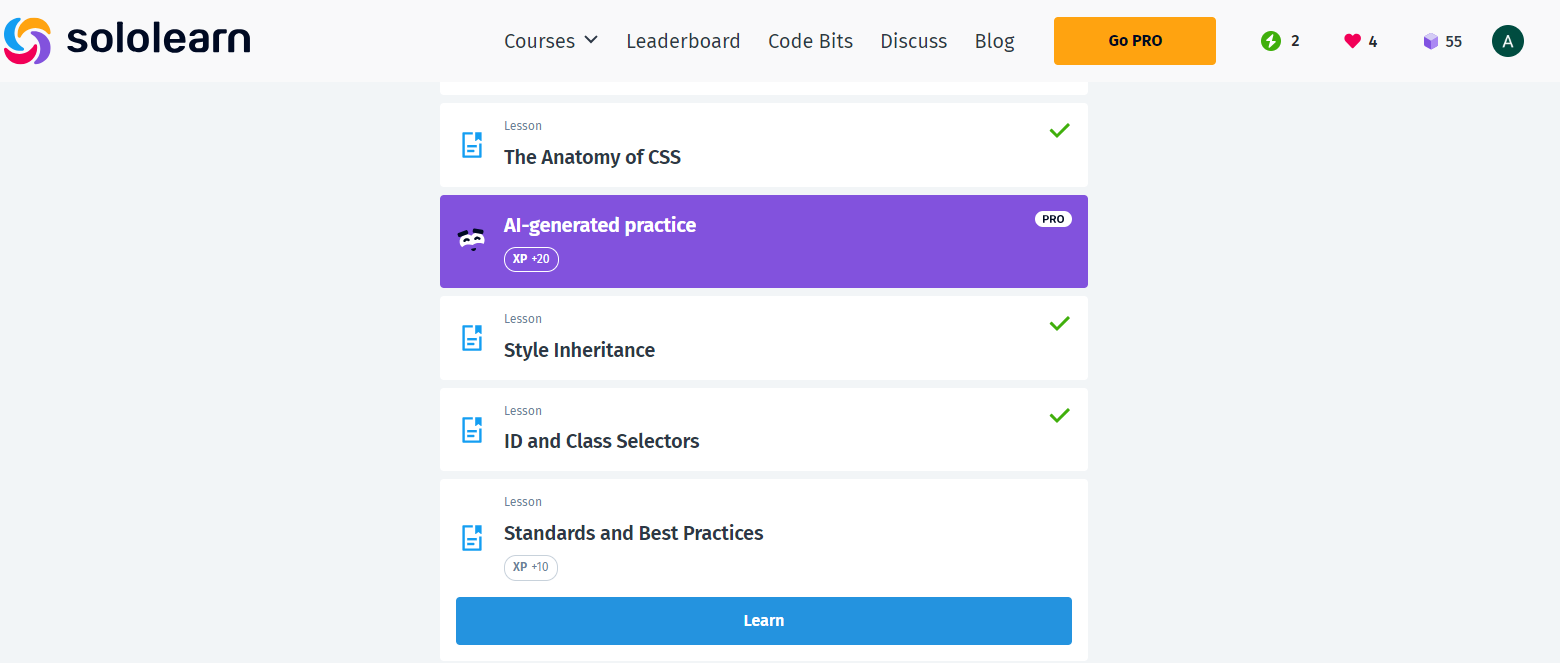 sololearn
Courses Leaderboard Code Bits Discuss Blog Go PRO 2 4 55 A
Lesson
The Anatomy of CSS
AI-generated practice PRO
XP +20
Lesson
Style Inheritance
Lesson
ID and Class Selectors
Lesson
Standards and Best Practices
XP +10
Learn